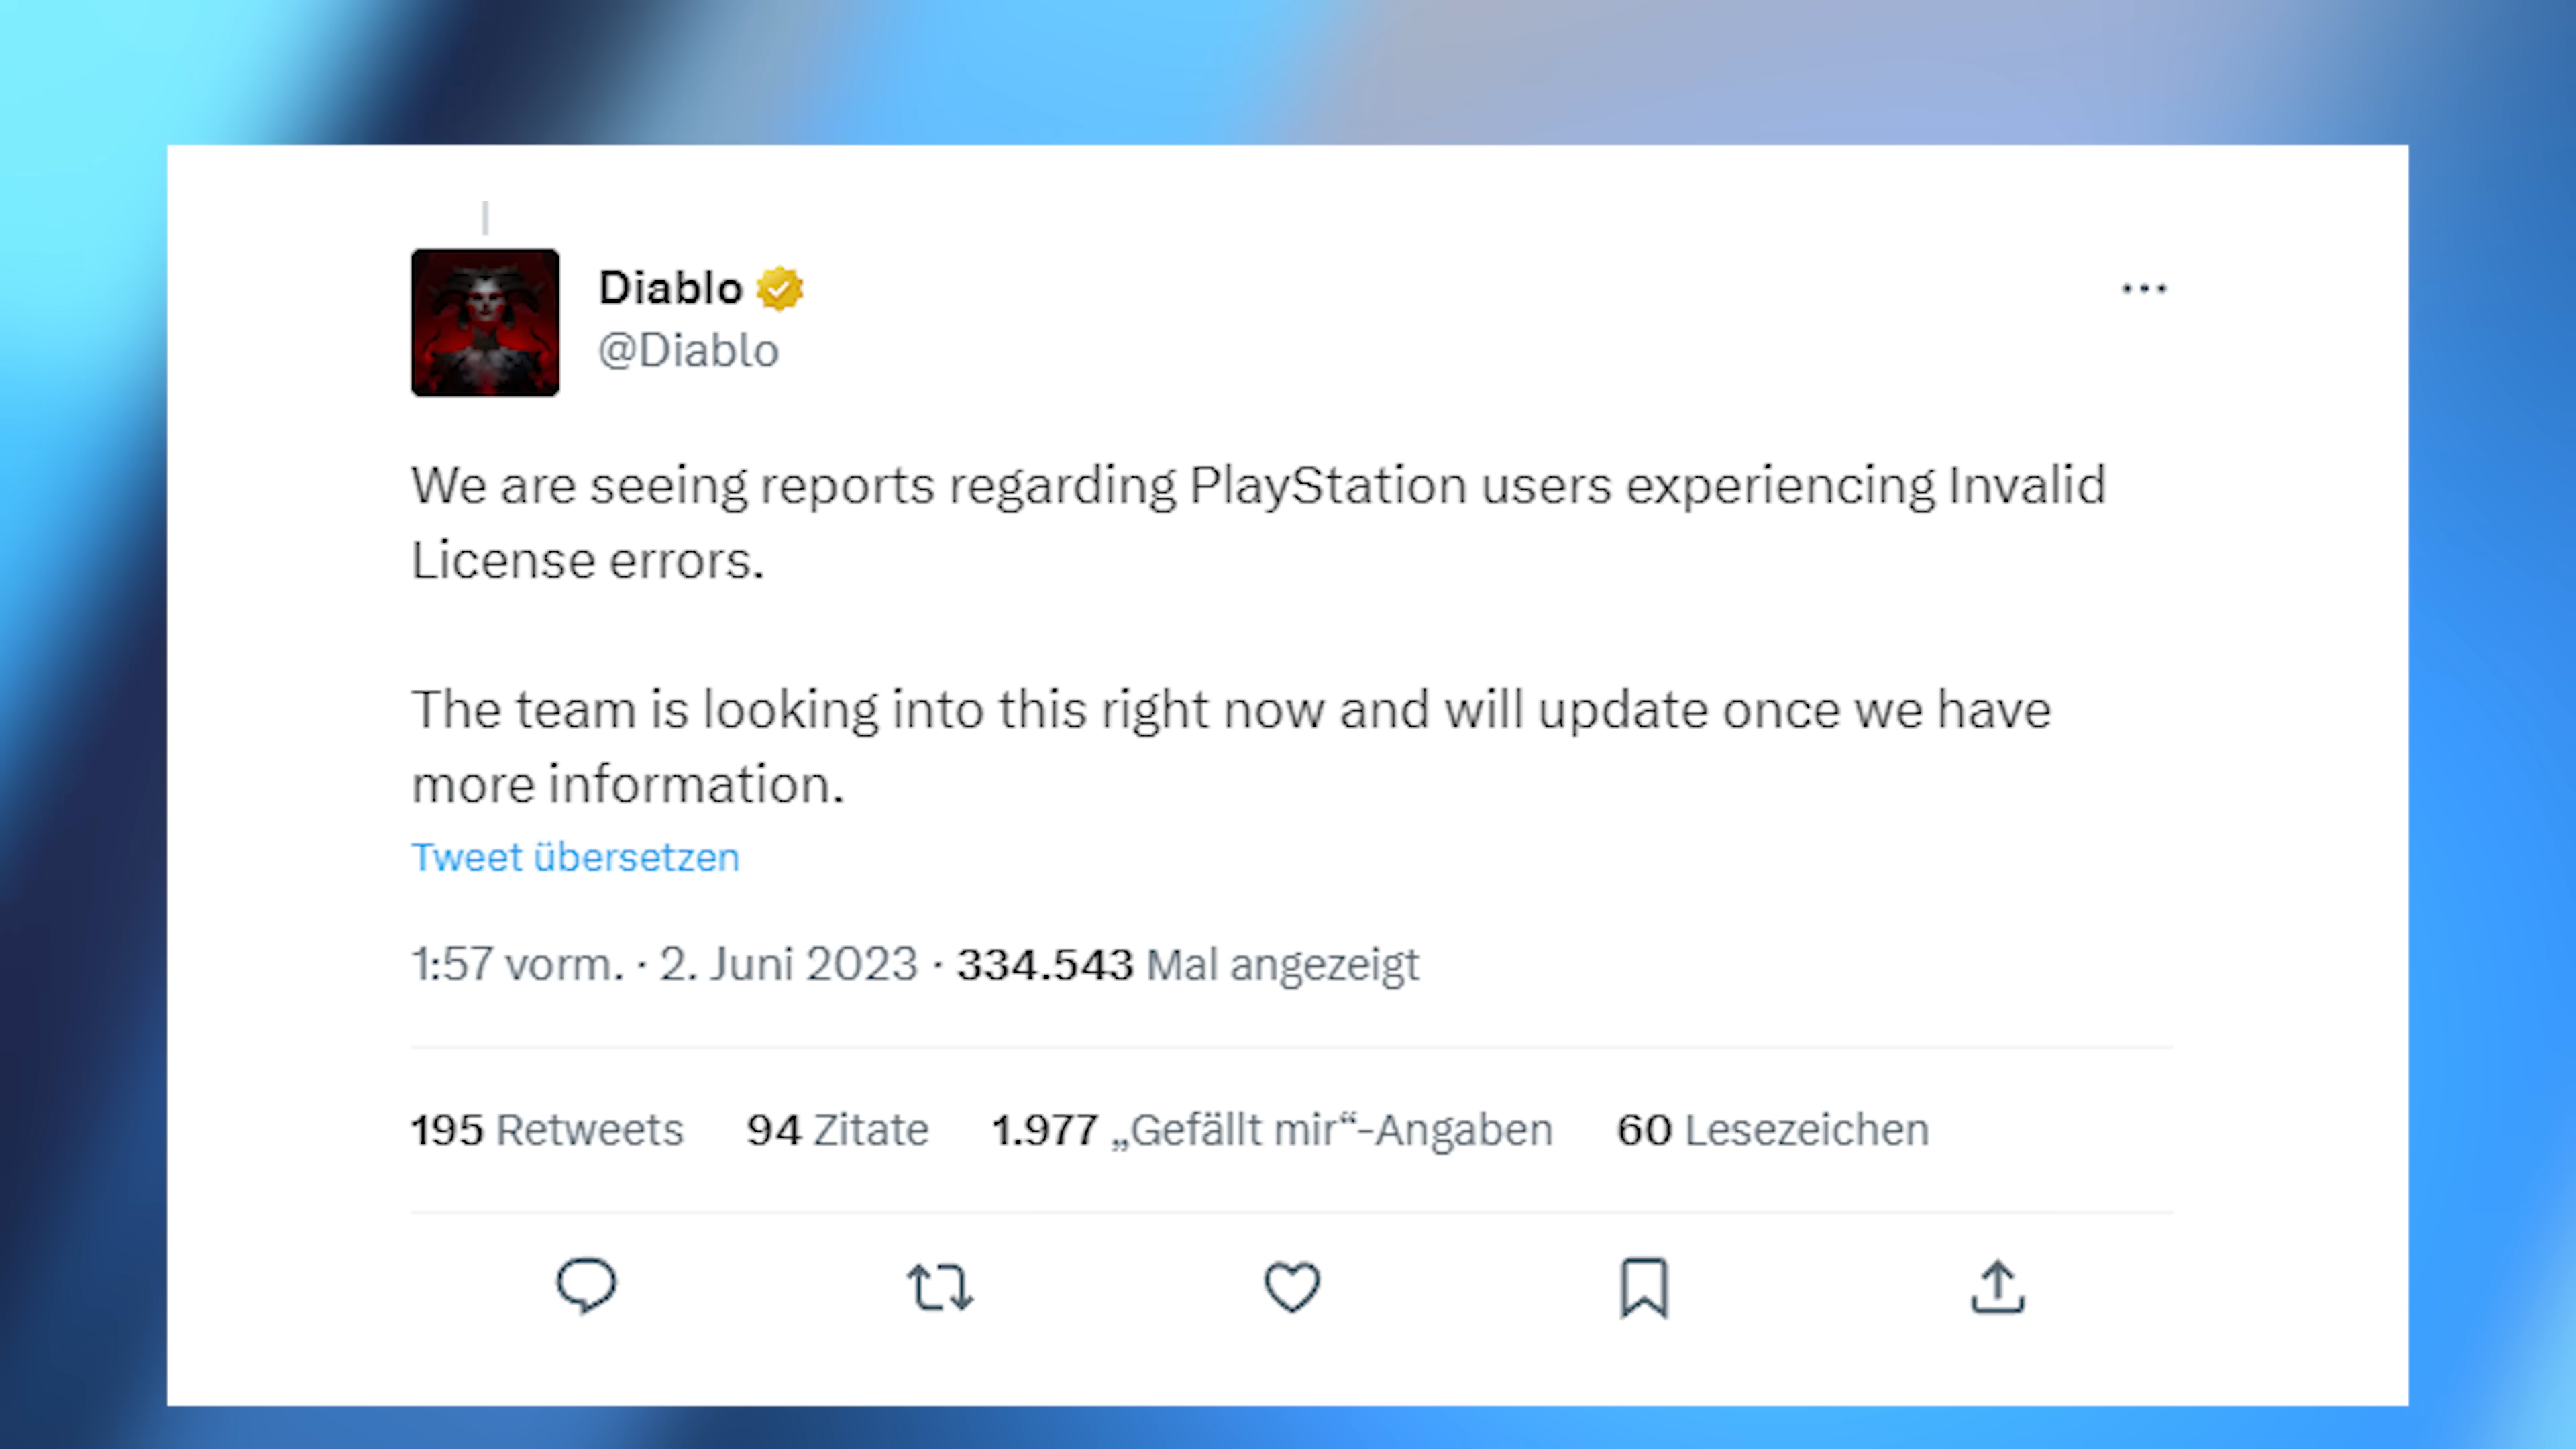 Diablo
@Diablo
We are seeing reports regarding PlayStation users experiencing Invalid
License errors.
The team is looking into this right now and will update once we have
more information.
Tweet übersetzen
1:57 vorm. · 2. Juni 2023 · 334.543 Mal angezeigt
195 Retweets 94 Zitate 1.977 „Gefällt mir“-Angaben 60 Lesezeichen